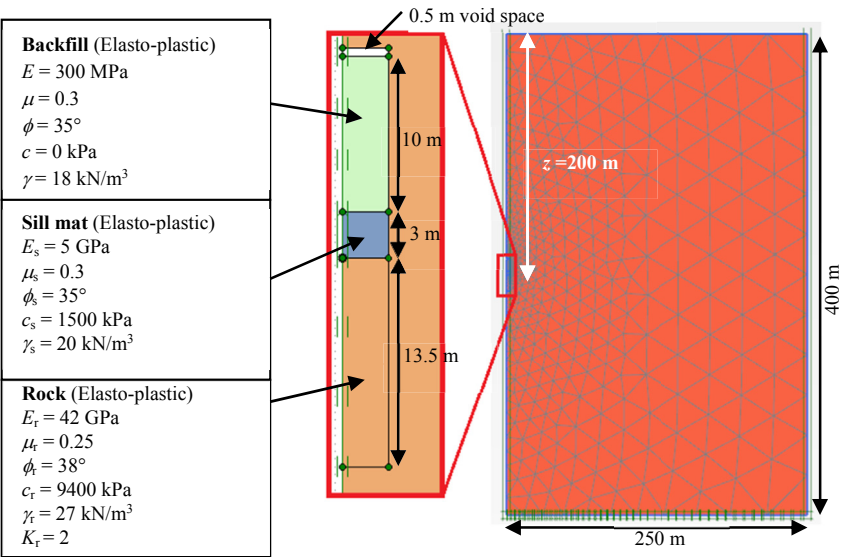 Backfill (Elasto-plastic)
E = 300 MPa
μ = 0.3
ϕ = 35°
c = 0 kPa
γ = 18 kN/m³
Sill mat (Elasto-plastic)
Eₛ = 5 GPa
μₛ = 0.3
ϕₛ = 35°
cₛ = 1500 kPa
γₛ = 20 kN/m³
Rock (Elasto-plastic)
Eᵣ = 42 GPa
μᵣ = 0.25
ϕᵣ = 38°
cᵣ = 9400 kPa
γᵣ = 27 kN/m³
Kᵣ = 2
0.5 m void space
10 m
3 m
13.5 m
z =200 m
400 m
250 m